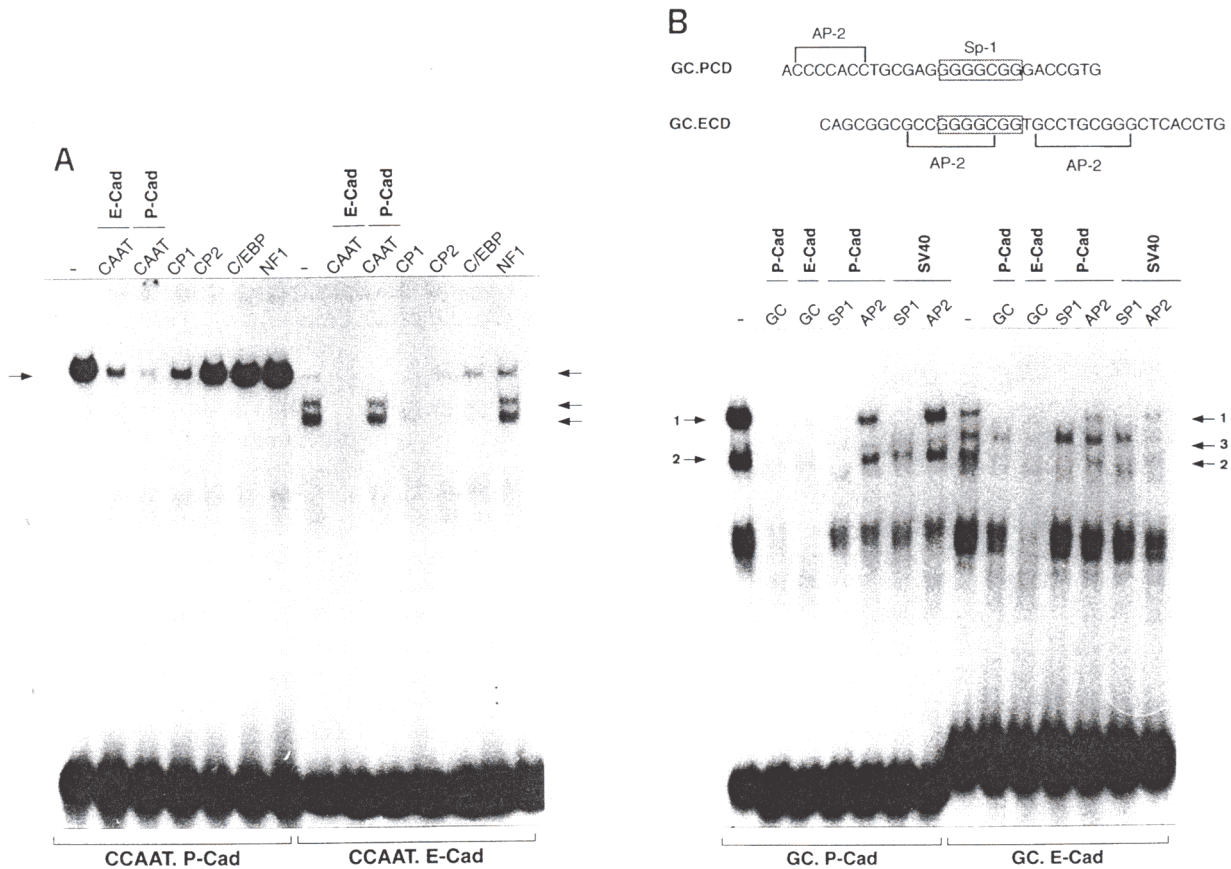 A
E-Cad P-Cad E-Cad P-Cad
- CAAT CAAT CP1 CP2 C/EBP NF1 - CAAT CAAT CP1 CP2 C/EBP NF1
CCAAT. P-Cad CCAAT. E-Cad
B
AP-2 Sp-1
GC.PCD ACCCCACCTGCGAGGGGGCGGGACCGTG
GC.ECD CAGCGGCGCCGGGGCGGTGCCTGCGGGCTCACCTG
AP-2 AP-2
P-Cad E-Cad P-Cad SV40 P-Cad E-Cad P-Cad SV40
- GC GC SP1 AP2 SP1 AP2 - GC GC SP1 AP2 SP1 AP2
1 1
3
2 2
GC. P-Cad GC. E-Cad